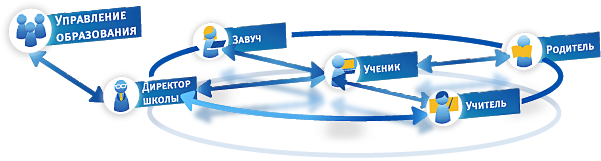 Управление
образования
Завуч
Родитель
Ученик
Директор
школы
Учитель